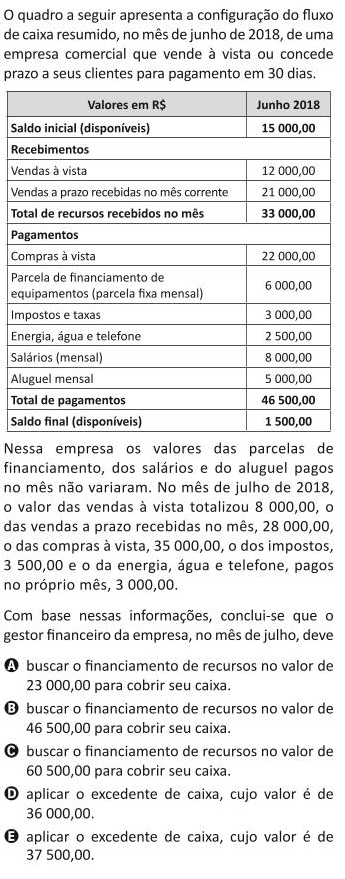 O quadro a seguir apresenta a configuração do fluxo
de caixa resumido, no mês de junho de 2018, de uma
empresa comercial que vende à vista ou concede
prazo a seus clientes para pagamento em 30 dias.
Valores em R$ Junho 2018
Saldo inicial (disponíveis) 15 000,00
Recebimentos
Vendas à vista 12 000,00
Vendas a prazo recebidas no mês corrente 21 000,00
Total de recursos recebidos no mês 33 000,00
Pagamentos
Compras à vista 22 000,00
Parcela de financiamento de
equipamentos (parcela fixa mensal) 6 000,00
Impostos e taxas 3 000,00
Energia, água e telefone 2 500,00
Salários (mensal) 8 000,00
Aluguel mensal 5 000,00
Total de pagamentos 46 500,00
Saldo final (disponíveis) 1 500,00
Nessa empresa os valores das parcelas de
financiamento, dos salários e do aluguel pagos
no mês não variaram. No mês de julho de 2018,
o valor das vendas à vista totalizou 8 000,00, o
das vendas a prazo recebidas no mês, 28 000,00,
o das compras à vista, 35 000,00, o dos impostos,
3 500,00 e o da energia, água e telefone, pagos
no próprio mês, 3 000,00.
Com base nessas informações, conclui-se que o
gestor financeiro da empresa, no mês de julho, deve
A buscar o financiamento de recursos no valor de
23 000,00 para cobrir seu caixa.
B buscar o financiamento de recursos no valor de
46 500,00 para cobrir seu caixa.
C buscar o financiamento de recursos no valor de
60 500,00 para cobrir seu caixa.
D aplicar o excedente de caixa, cujo valor é de
36 000,00.
E aplicar o excedente de caixa, cujo valor é de
37 500,00.